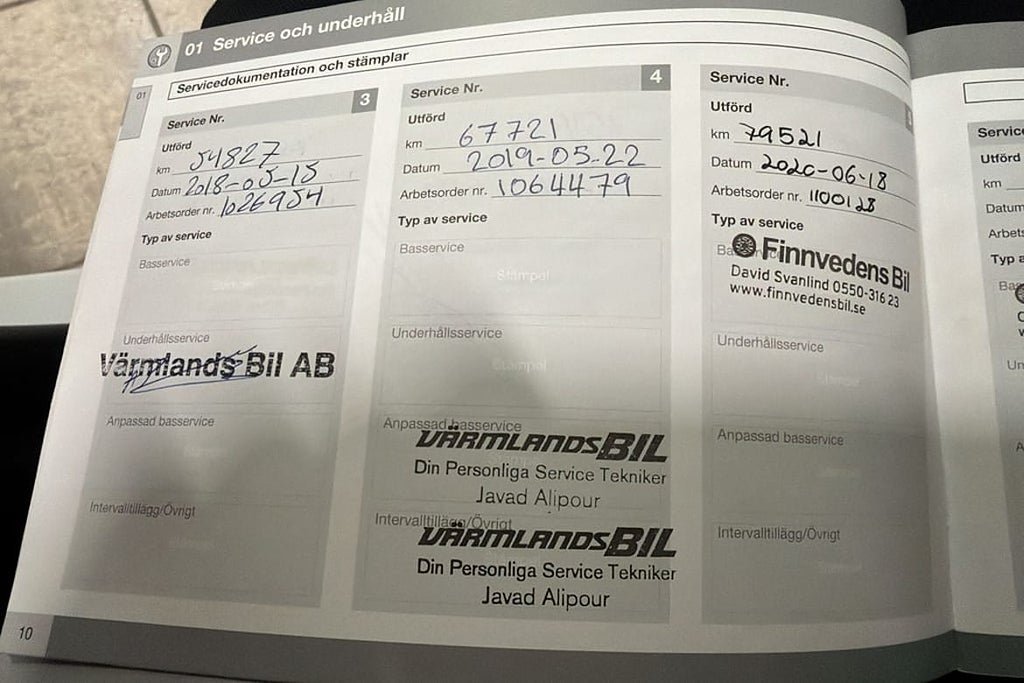 01 Service och underhåll
Servicedokumentation och stämplar
01
Service Nr. 3
Utförd
km 54827
Datum 2018-05-15
Arbetsorder nr. 1026954
Typ av service
Basservice
Underhållsservice
Värmlands Bil AB
Anpassad basservice
Intervalltillägg/Övrigt
Service Nr. 4
Utförd
km 67721
Datum 2019-05-22
Arbetsorder nr. 1064479
Typ av service
Basservice
Stämpel
Underhållsservice
Stämpel
Anpassad basservice
VÄRMLANDSBIL
Din Personliga Service Tekniker
Javad Alipour
Intervalltillägg/Övrigt
VÄRMLANDSBIL
Din Personliga Service Tekniker
Javad Alipour
Service Nr.
Utförd
km 79521
Datum 2020-06-18
Arbetsorder nr. 1100128
Typ av service
Basservice
Finnvedens Bil
David Svanlind 0550-316 23
www.finnvedensbil.se
Underhållsservice
Anpassad basservice
Intervalltillägg/Övrigt
Service
Utförd
km
Datum
Arbets
Typ a
10